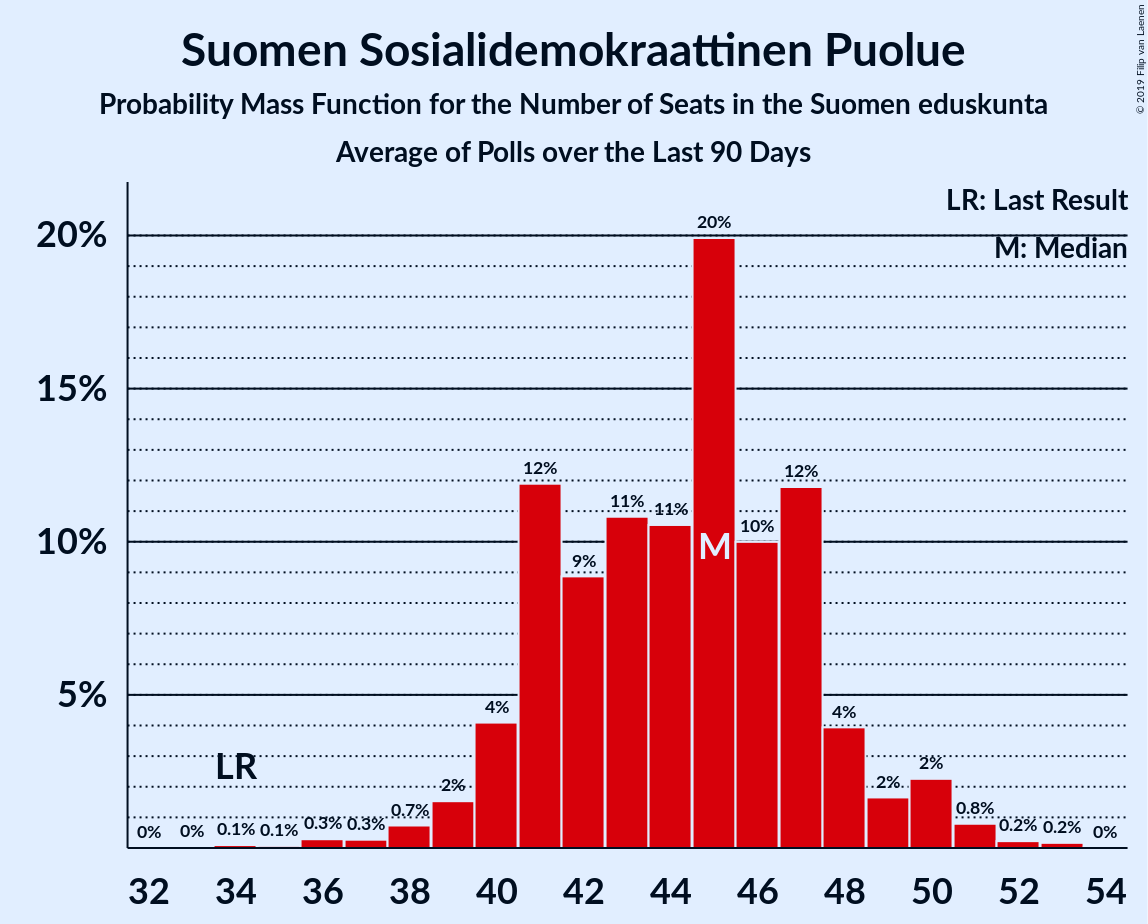 Suomen Sosialidemokraattinen Puolue
Probability Mass Function for the Number of Seats in the Suomen eduskunta
Average of Polls over the Last 90 Days
© 2019 Filip van Laenen
LR: Last Result
M: Median
20%
15%
10%
5%
0% 0% 0.1% 0.1% 0.3% 0.3% 0.7% 2% 4% 12% 9% 11% 11% 20% 10% 12% 4% 2% 2% 0.8% 0.2% 0.2% 0%
LR
M
32 34 36 38 40 42 44 46 48 50 52 54